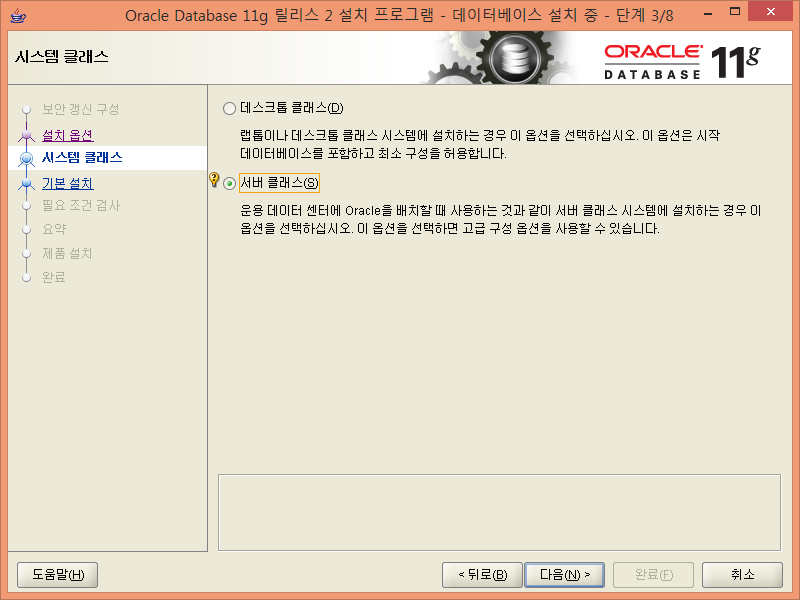 Oracle Database 11g 릴리스 2 설치 프로그램 - 데이터베이스 설치 중 - 단계 3/8
시스템 클래스
ORACLE
DATABASE
11g
보안 갱신 구성
설치 옵션
시스템 클래스
기본 설치
필요 조건 검사
요약
제품 설치
완료
데스크톱 클래스(D)
랩톱이나 데스크톱 클래스 시스템에 설치하는 경우 이 옵션을 선택하십시오. 이 옵션은 시작
데이터베이스를 포함하고 최소 구성을 허용합니다.
서버 클래스(S)
운용 데이터 센터에 Oracle을 배치할 때 사용하는 것과 같이 서버 클래스 시스템에 설치하는 경우 이
옵션을 선택하십시오. 이 옵션을 선택하면 고급 구성 옵션을 사용할 수 있습니다.
도움말(H)
< 뒤로(B)
다음(N) >
완료(F)
취소